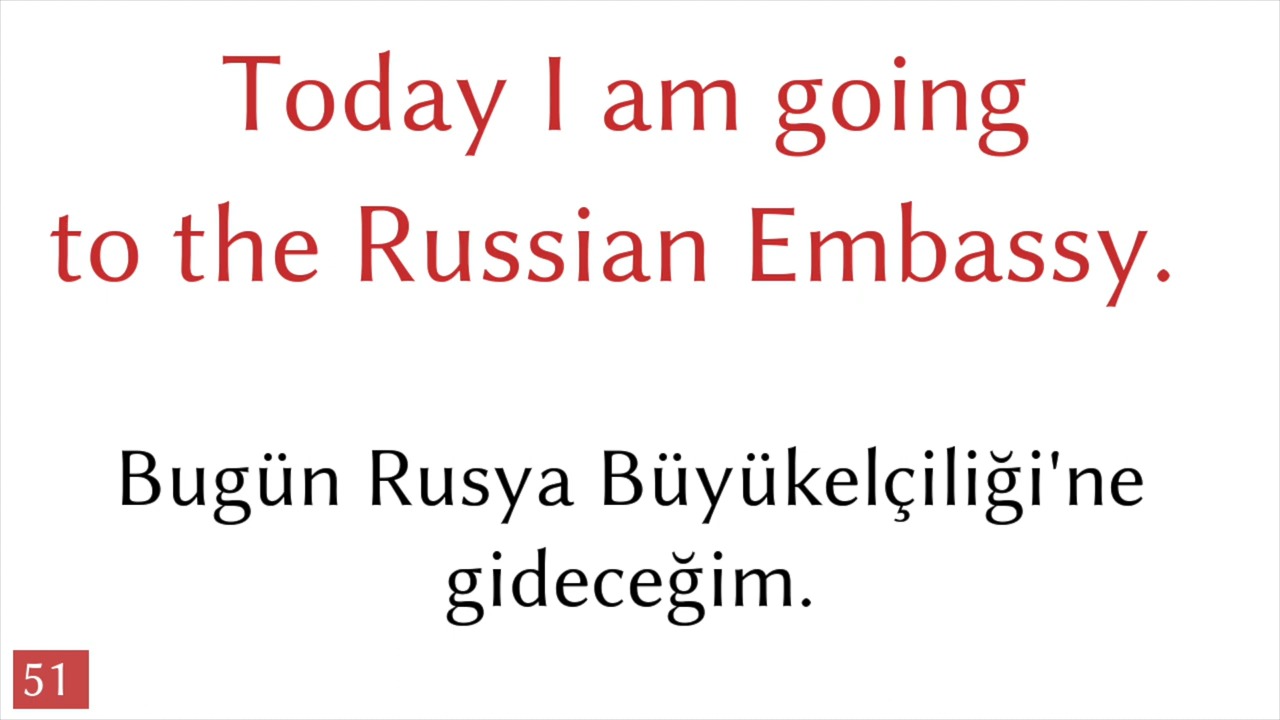 Today I am going
to the Russian Embassy.
Bugün Rusya Büyükelçiliği'ne
gideceğim.
51